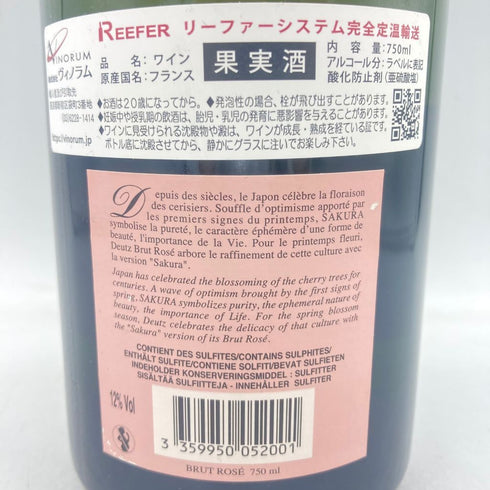 VINORUM
REEFER リーファーシステム完全定温輸送
株式会社ヴィノラム
品名:ワイン
原産国名:フランス
果実酒
内容量:750ml
アルコール分:ラベルに表記
酸化防止剤(亜硫酸塩)
https://vinorum.jp
●お酒は20歳になってから。●発泡性の場合、栓が飛び出すことがあります。
●妊娠中や授乳期の飲酒は、胎児・乳児の発育に悪影響を与えるおそれがあります。
●ワインに見受けられる沈殿物や澱は、ワインが成長・熟成を経ている証です。
ボトル底に沈殿させてから、静かにグラスに注いでお楽しみ下さい。
Depuis des siècles, le Japon célèbre la floraison
des cerisiers. Souffle d'optimisme apporté par
les premiers signes du printemps, SAKURA
symbolise la pureté, le caractère éphémère d'une forme de
beauté, l'importance de la Vie. Pour le printemps fleuri,
Deutz Brut Rosé arbore le raffinement de cette culture avec
la version "Sakura".
Japan has celebrated the blossoming of the cherry trees for
centuries. A wave of optimism brought by the first signs of
spring, SAKURA symbolizes purity, the ephemeral nature of
beauty, the importance of Life. For the spring blossom
season, Deutz celebrates the delicacy of that culture with
the "Sakura" version of its Brut Rosé.
CONTIENT DES SULFITES/CONTAINS SULPHITES/
ENTHÄLT SULFITE/CONTIENE SOLFITI/BEVAT SULFIETEN
INDEHOLDER KONSERVERINGSMIDDEL : SULFITTER
SISÄLTÄÄ SULFIITTEJA - INNEHÅLLER SULFITER
12% Vol
3 359950 052001
BRUT ROSÉ 750 ml